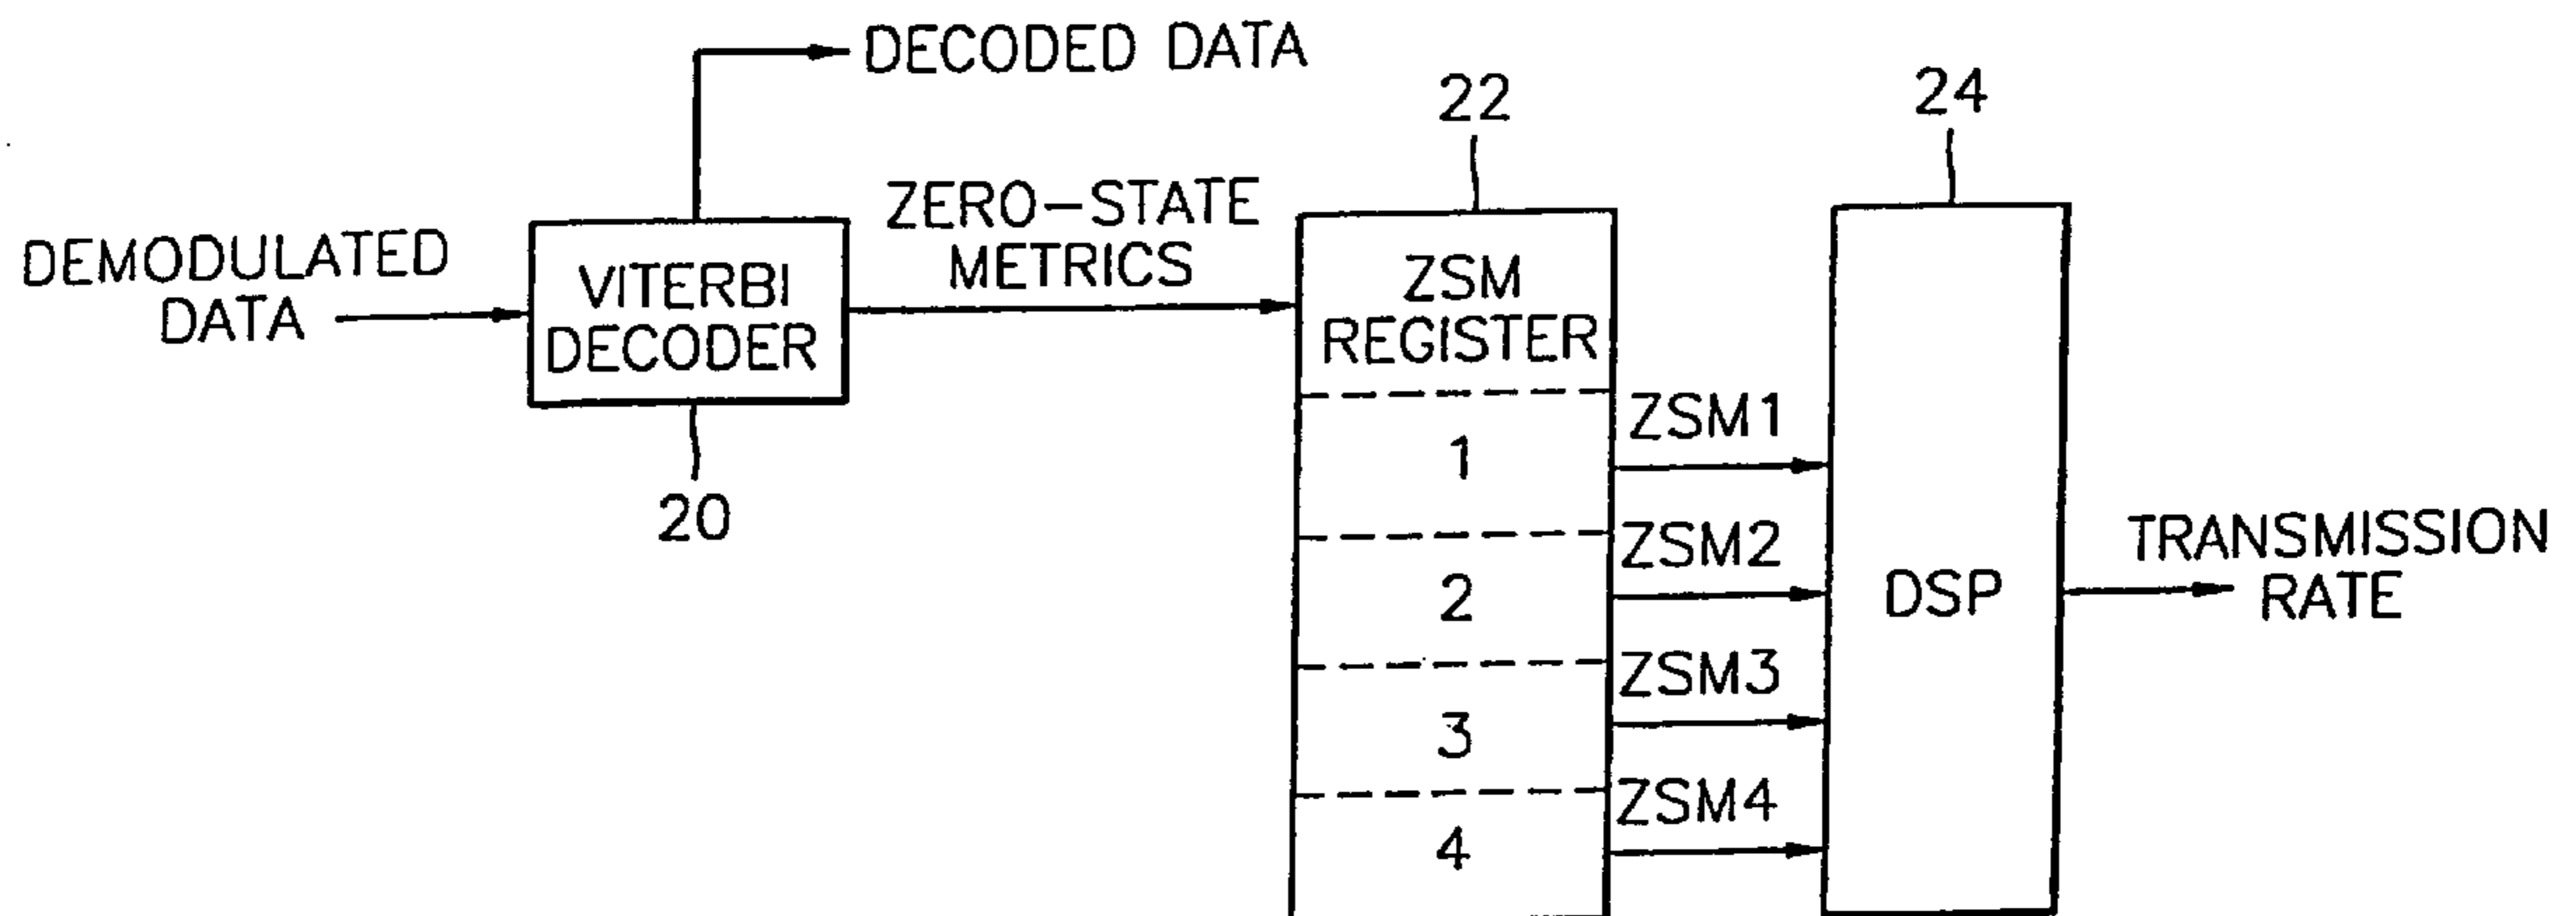 DECODED DATA
22
24
ZERO-STATE
METRICS
DEMODULATED
DATA
VITERBI
DECODER
20
ZSM
REGISTER
1
2
3
4
ZSM1
ZSM2
ZSM3
ZSM4
DSP
TRANSMISSION
RATE